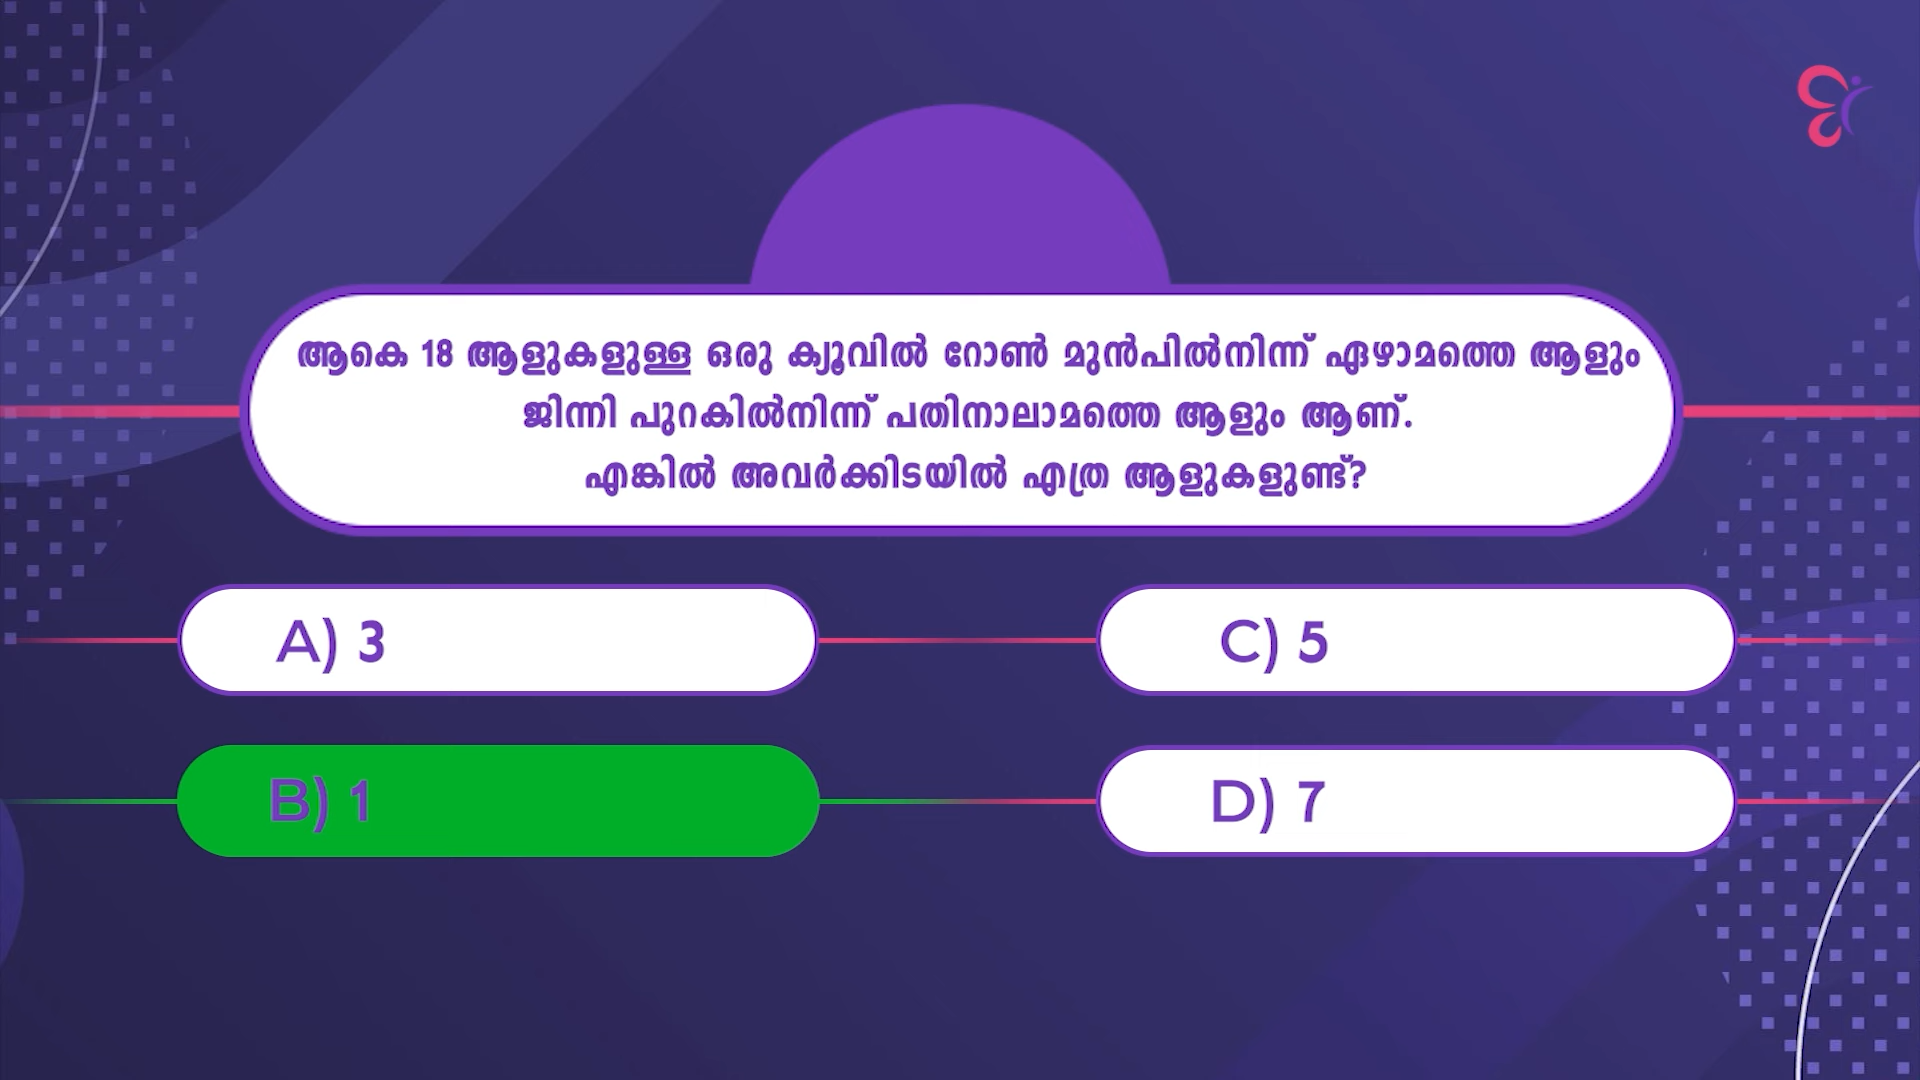 ആകെ 18 ആളുകളുള്ള ഒരു ക്യൂവിൽ റോൺ മുൻപിൽനിന്ന് ഏഴാമത്തെ ആളും
ജിന്നി പുറകിൽനിന്ന് പതിനാലാമത്തെ ആളും ആണ്.
എങ്കിൽ അവർക്കിടയിൽ എത്ര ആളുകളുണ്ട്?
A) 3
C) 5
B) 1
D) 7